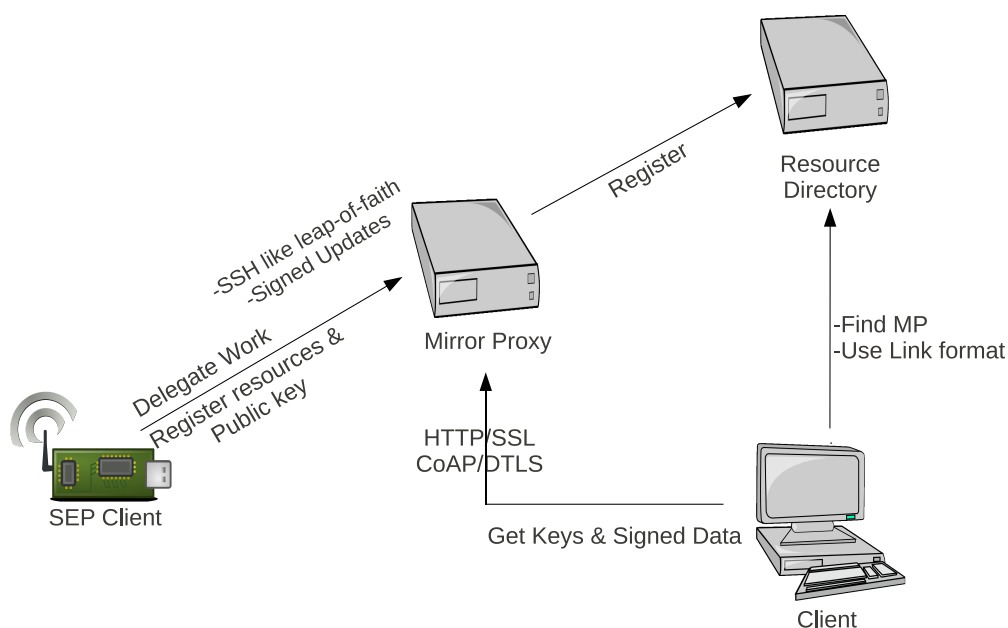 Resource
Directory
Register
-SSH like leap-of-faith
-Signed Updates
Mirror Proxy
-Find MP
-Use Link format
Delegate Work
Register resources &
Public key
HTTP/SSL
CoAP/DTLS
SEP Client
Get Keys & Signed Data
Client